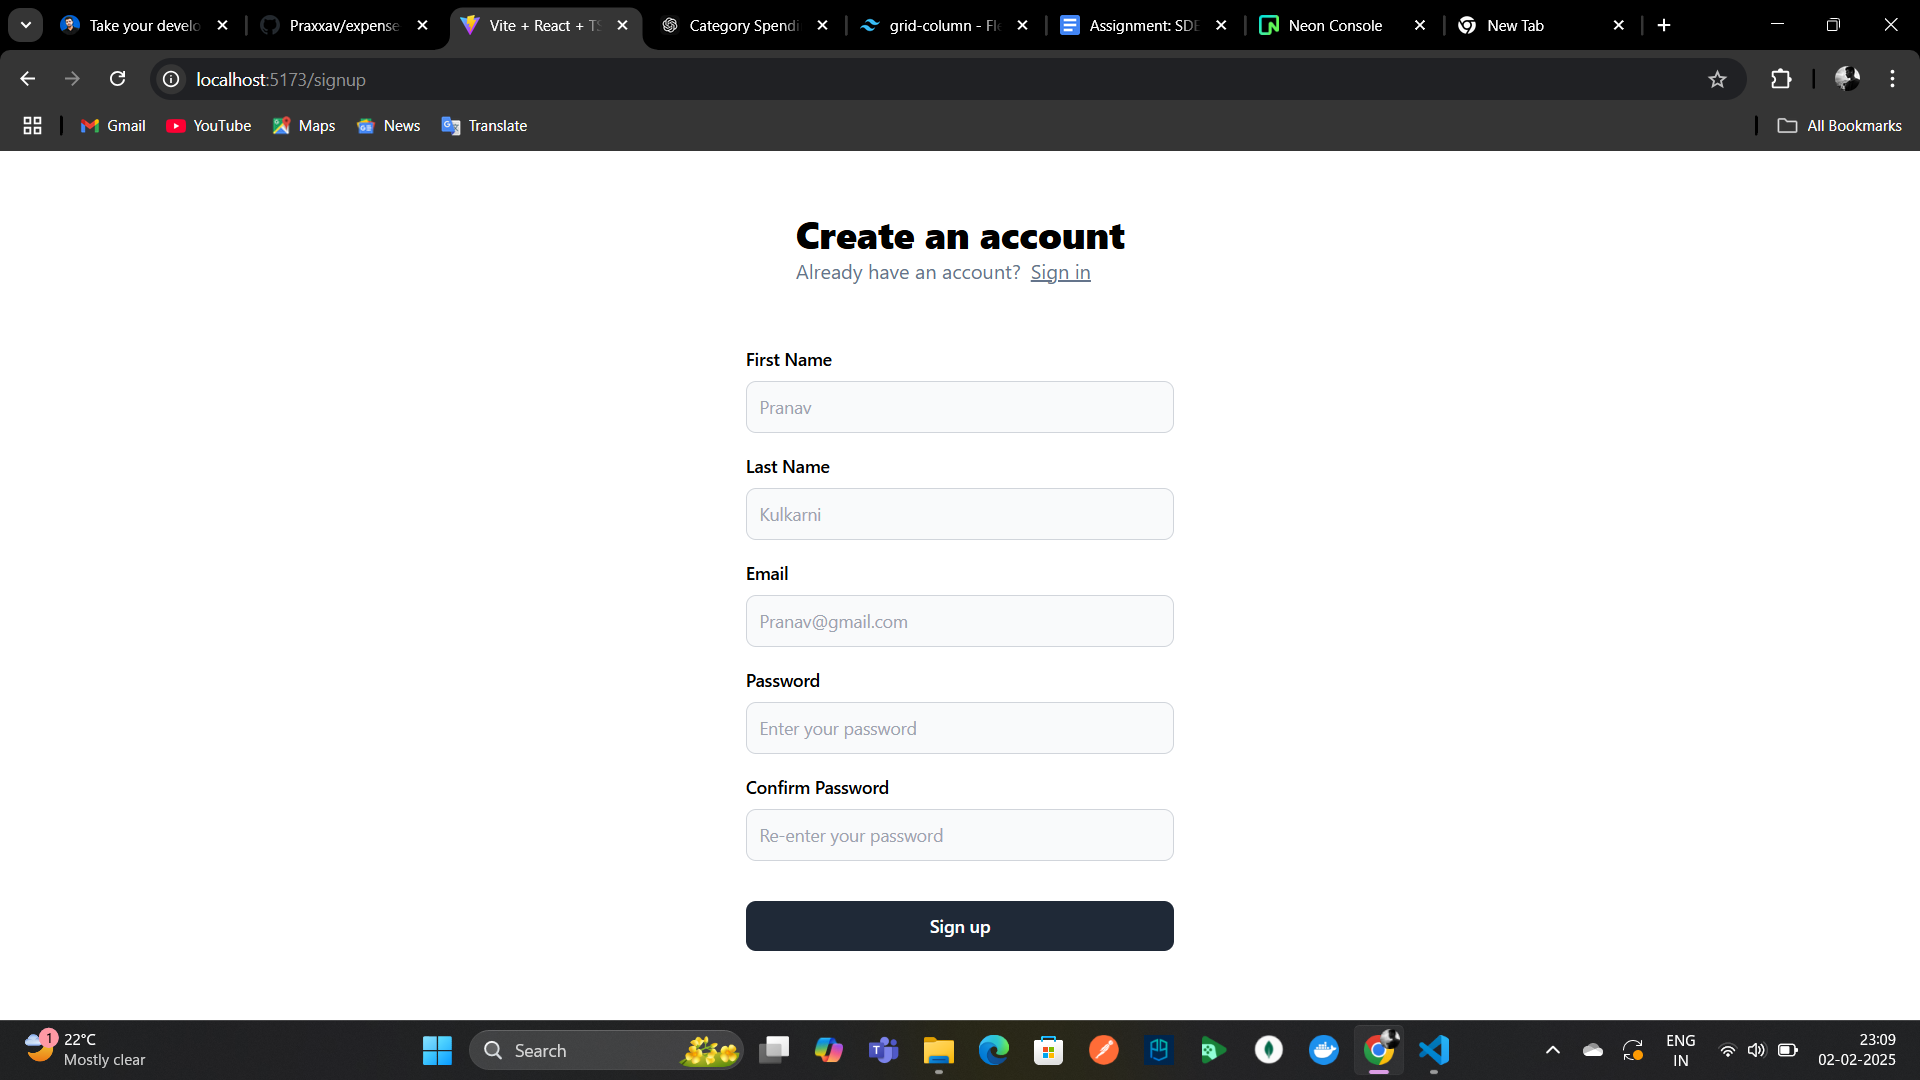 Take your develo
Praxxav/expense
Vite + React + TS
Category Spendi
grid-column - Fle
Assignment: SDE
Neon Console
New Tab
localhost:5173/signup
Gmail
YouTube
Maps
News
Translate
All Bookmarks
Create an account
Already have an account? Sign in
First Name
Pranav
Last Name
Kulkarni
Email
Pranav@gmail.com
Password
Enter your password
Confirm Password
Re-enter your password
Sign up
1
22°C
Mostly clear
Search
ENG
IN
23:09
02-02-2025